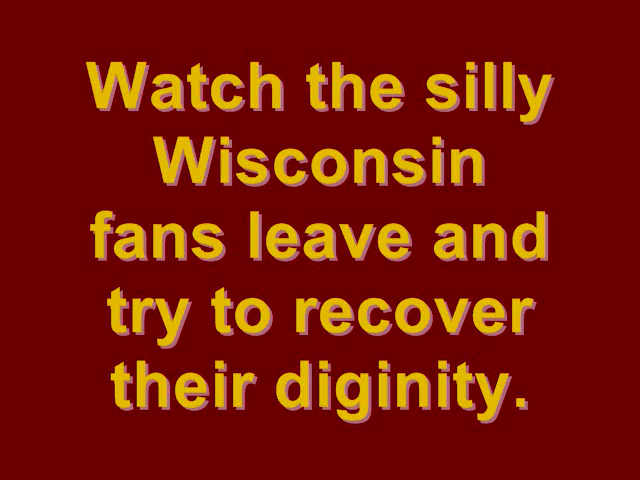 Watch the silly
Wisconsin
fans leave and
try to recover
their diginity.